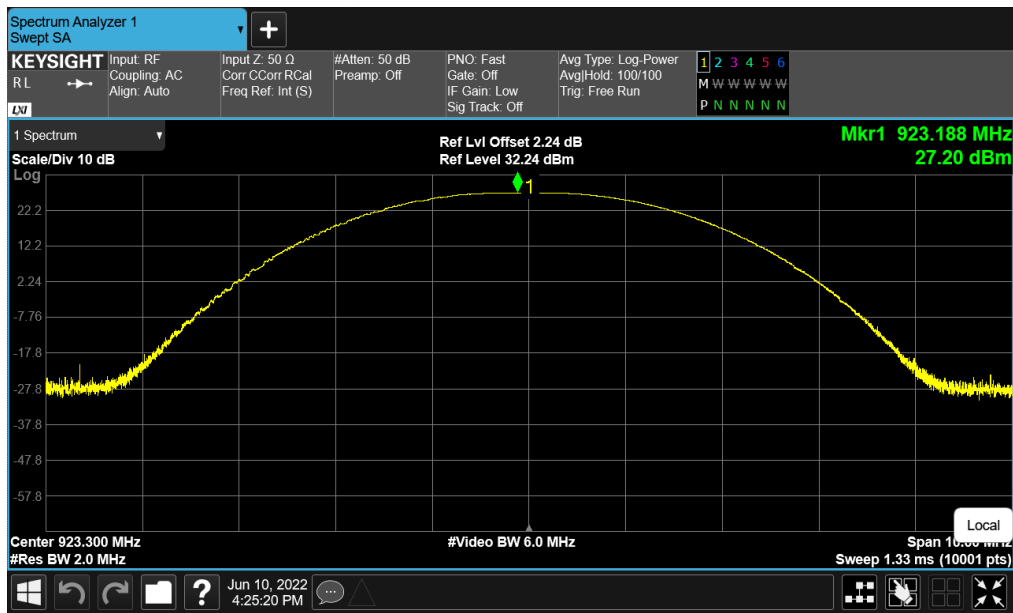 Spectrum Analyzer 1
Swept SA
+
KEYSIGHT
R L
LXI
Input: RF
Coupling: AC
Align: Auto
Input Z: 50 Ω
Corr CCorr RCal
Freq Ref: Int (S)
#Atten: 50 dB
Preamp: Off
PNO: Fast
Gate: Off
IF Gain: Low
Sig Track: Off
Avg Type: Log-Power
Avg|Hold: 100/100
Trig: Free Run
1 2 3 4 5 6
M W W W W W
P N N N N N
1 Spectrum
Scale/Div 10 dB
Ref Lvl Offset 2.24 dB
Ref Level 32.24 dBm
Mkr1 923.188 MHz
27.20 dBm
Log
1
22.2
12.2
2.24
-7.76
-17.8
-27.8
-37.8
-47.8
-57.8
Local
Center 923.300 MHz
#Video BW 6.0 MHz
Span 10.00 MHz
#Res BW 2.0 MHz
Sweep 1.33 ms (10001 pts)
?
Jun 10, 2022
4:25:20 PM